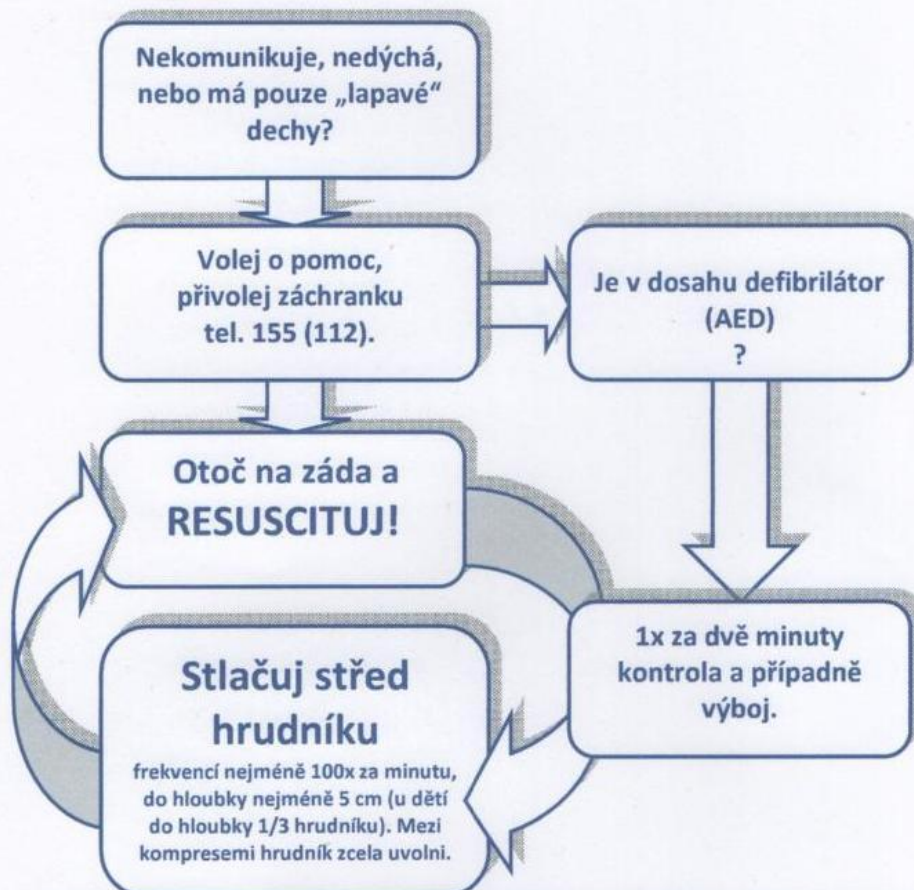 Nekomunikuje, nedýchá,
nebo má pouze „lapavé“
dechy?
Volej o pomoc,
přivolej záchranku
tel. 155 (112).
Je v dosahu defibrilátor
(AED)
?
Otoč na záda a
RESUSCITUJ!
1x za dvě minuty
kontrola a případně
výboj.
Stlačuj střed
hrudníku
frekvencí nejméně 100x za minutu,
do hloubky nejméně 5 cm (u dětí
do hloubky 1/3 hrudníku). Mezi
kompresemi hrudník zcela uvolni.